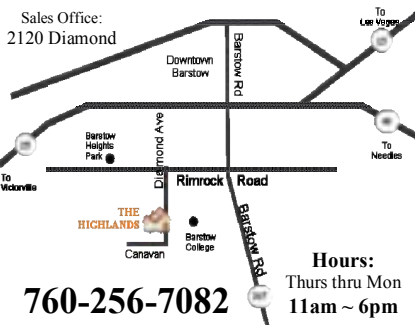 Sales Office:
2120 Diamond
To
Las Vegas
Downtown
Barstow
Barstow Rd
Barstow
Heights
Park
Diamond Ave
To
Needles
To
Victorville
Rimrock Road
THE
HIGHLANDS
Barstow
College
Canavan
Barstow Rd
Hours:
Thurs thru Mon
11am ~ 6pm
760-256-7082